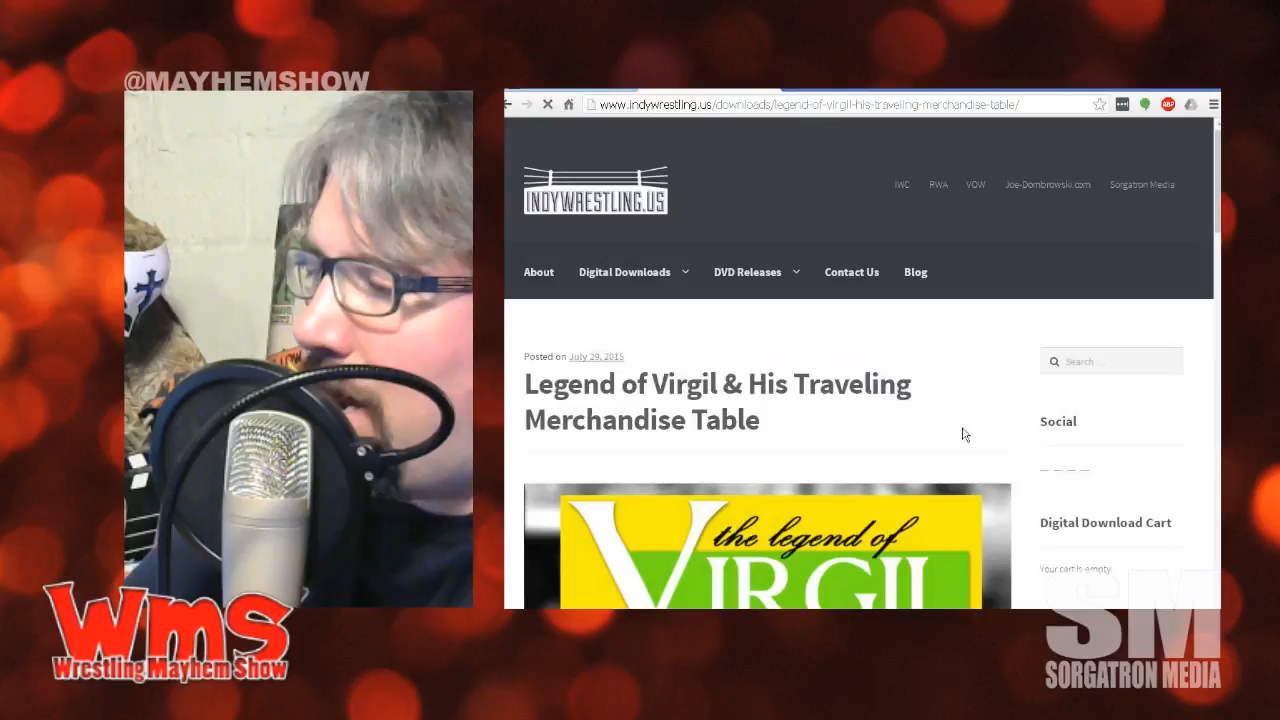 @MAYHEMSHOW
www.indywrestling.us/downloads/legend-of-virgil-his-traveling-merchandise-table/
ABP
INDYWRESTLING.US
IWC RWA VOW Joe-Dombrowski.com Sorgatron Media
About Digital Downloads DVD Releases Contact Us Blog
Posted on July 29, 2015
Legend of Virgil & His Traveling
Merchandise Table
Search …
Social
Digital Download Cart
Your cart is empty.
the legend of
VIRGIL
wms
Wrestling Mayhem Show
SM
SORGATRON MEDIA